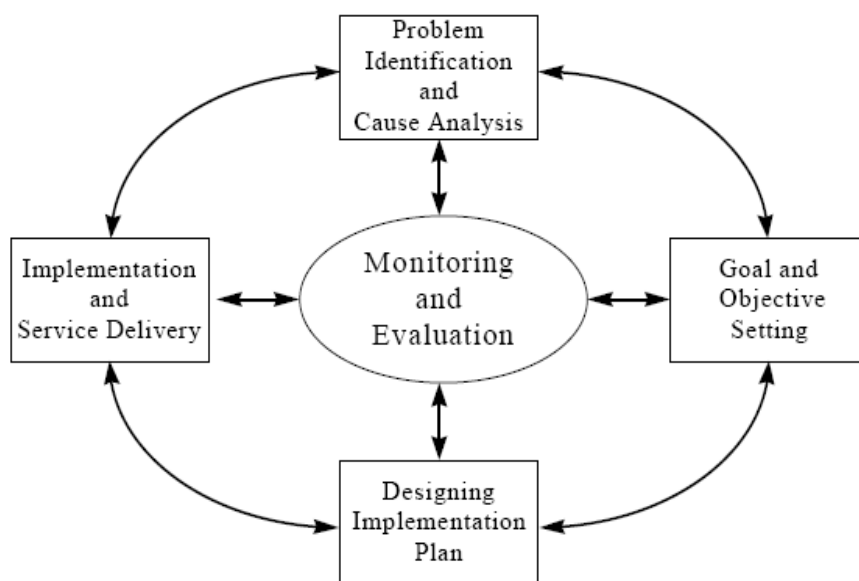 Problem
Identification
and
Cause Analysis
Implementation
and
Service Delivery
Monitoring
and
Evaluation
Goal and
Objective
Setting
Designing
Implementation
Plan